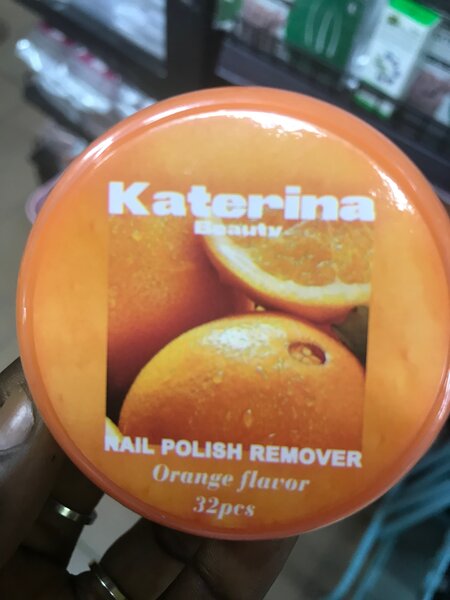 Katerina
Beauty
NAIL POLISH REMOVER
Orange flavor
32pcs